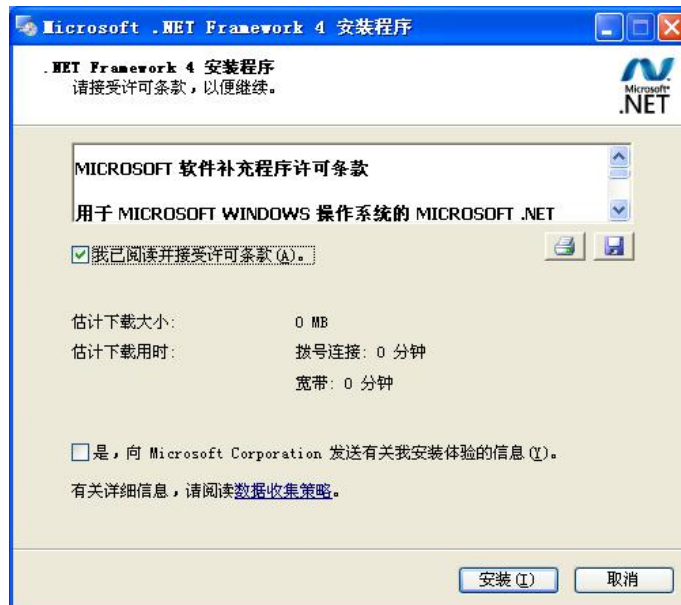 Microsoft .NET Framework 4 安装程序
.NET Framework 4 安装程序
请接受许可条款，以便继续。
Microsoft®
.NET
MICROSOFT 软件补充程序许可条款
用于 MICROSOFT WINDOWS 操作系统的 MICROSOFT .NET
我已阅读并接受许可条款(A)。
估计下载大小: 0 MB
估计下载用时: 拨号连接: 0 分钟
宽带: 0 分钟
是，向 Microsoft Corporation 发送有关我安装体验的信息(Y)。
有关详细信息，请阅读数据收集策略。
安装(I) 取消